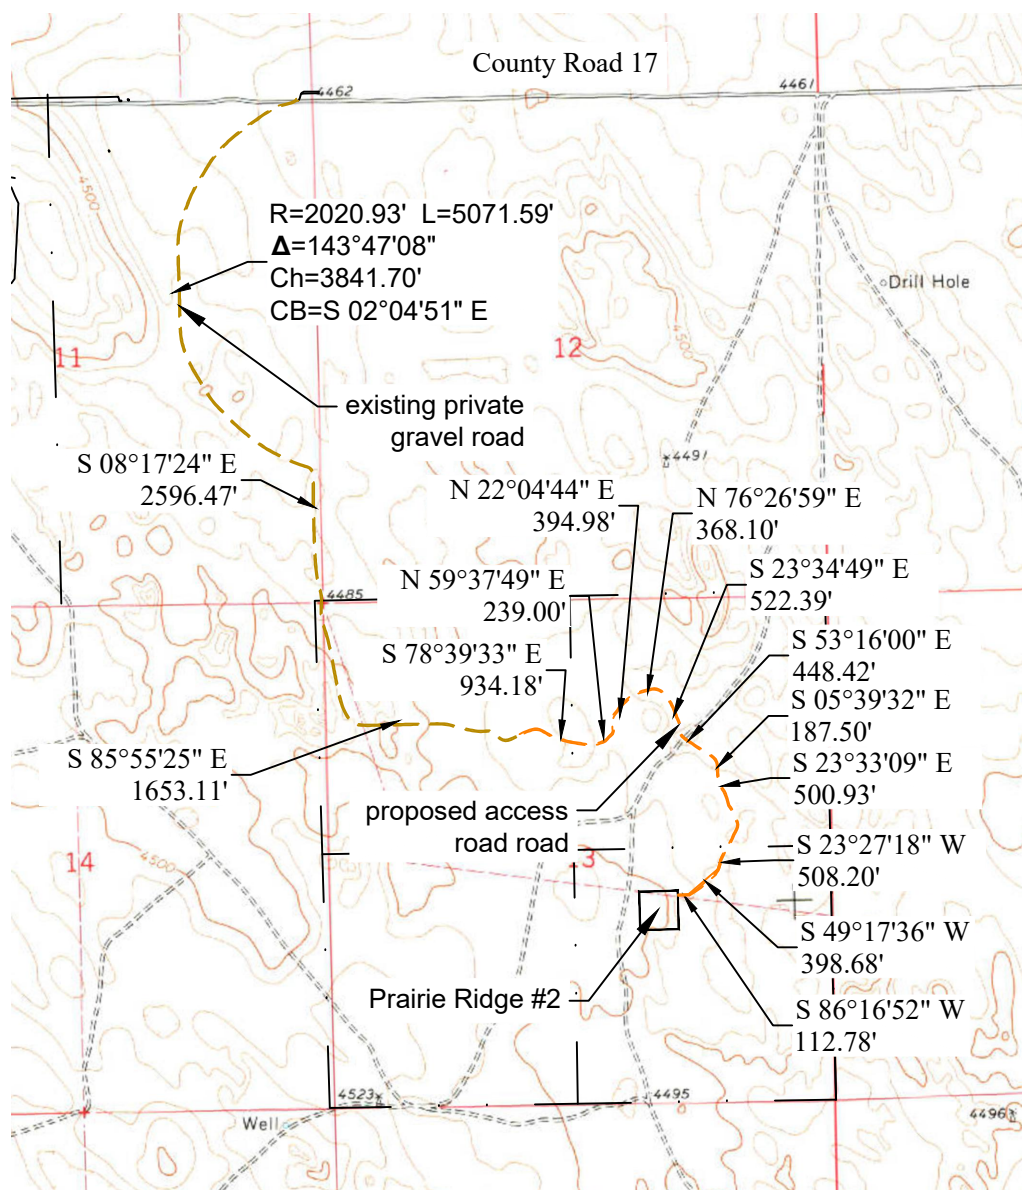 County Road 17
4462
4461
4500
R=2020.93'  L=5071.59'
Δ=143°47'08"
Ch=3841.70'
CB=S 02°04'51" E
Drill Hole
11
12
4500
existing private
gravel road
S 08°17'24" E
2596.47'
4491
N 22°04'44" E
394.98'
N 76°26'59" E
368.10'
N 59°37'49" E
239.00'
S 23°34'49" E
522.39'
4485
S 78°39'33" E
934.18'
S 53°16'00" E
448.42'
S 05°39'32" E
187.50'
S 85°55'25" E
1653.11'
S 23°33'09" E
500.93'
proposed access
road road
14
4500
3
S 23°27'18" W
508.20'
S 49°17'36" W
398.68'
Prairie Ridge #2
S 86°16'52" W
112.78'
4523
4495
Well
4496